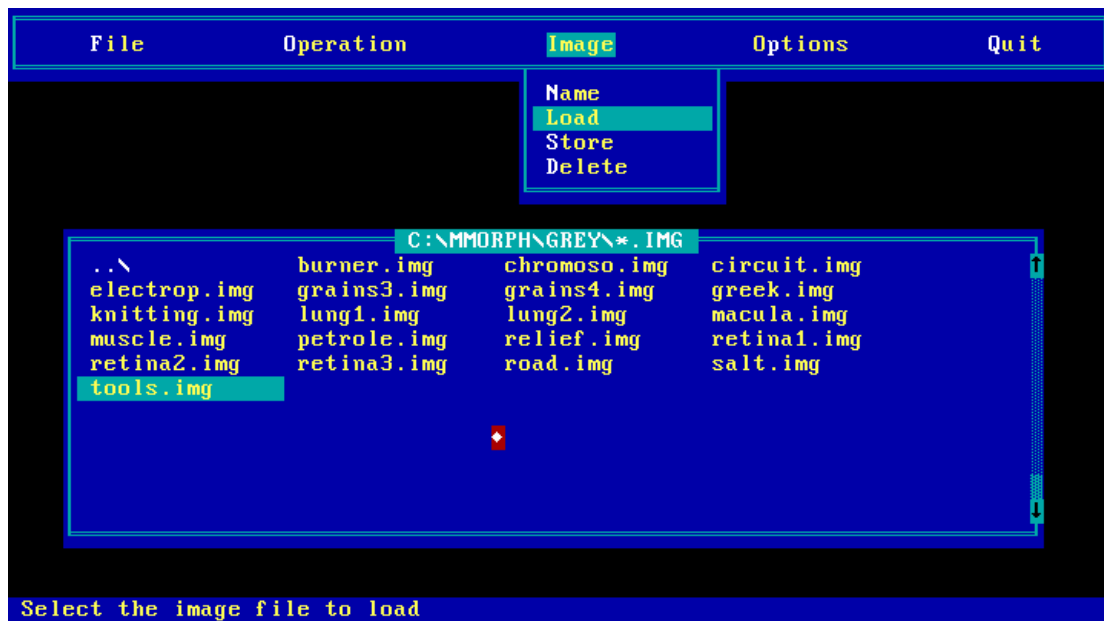 File Operation Image Options Quit
Name
Load
Store
Delete
C:\MMORPH\GREY\*.IMG
..\ burner.img chromoso.img circuit.img
electrop.img grains3.img grains4.img greek.img
knitting.img lung1.img lung2.img macula.img
muscle.img petrole.img relief.img retina1.img
retina2.img retina3.img road.img salt.img
tools.img
Select the image file to load